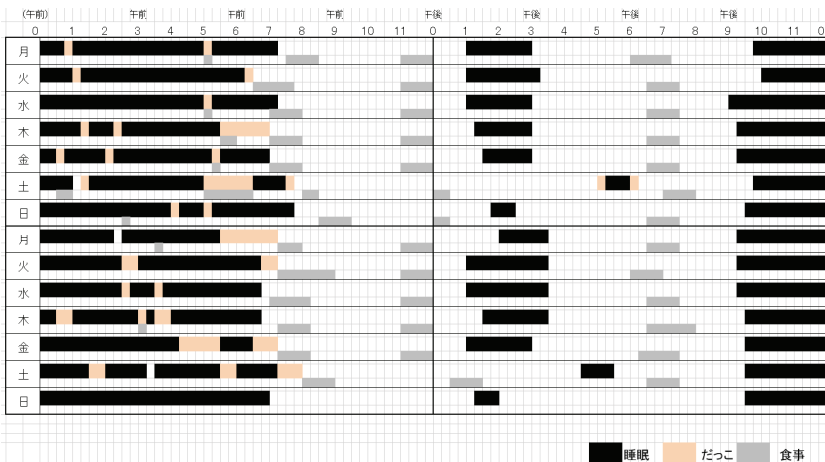 (午前) 午前 午前 午前 午後 午後 午後 午後
0 1 2 3 4 5 6 7 8 9 10 11 0 1 2 3 4 5 6 7 8 9 10 11 0
月
火
水
木
金
土
日
月
火
水
木
金
土
日
睡眠 だっこ 食事